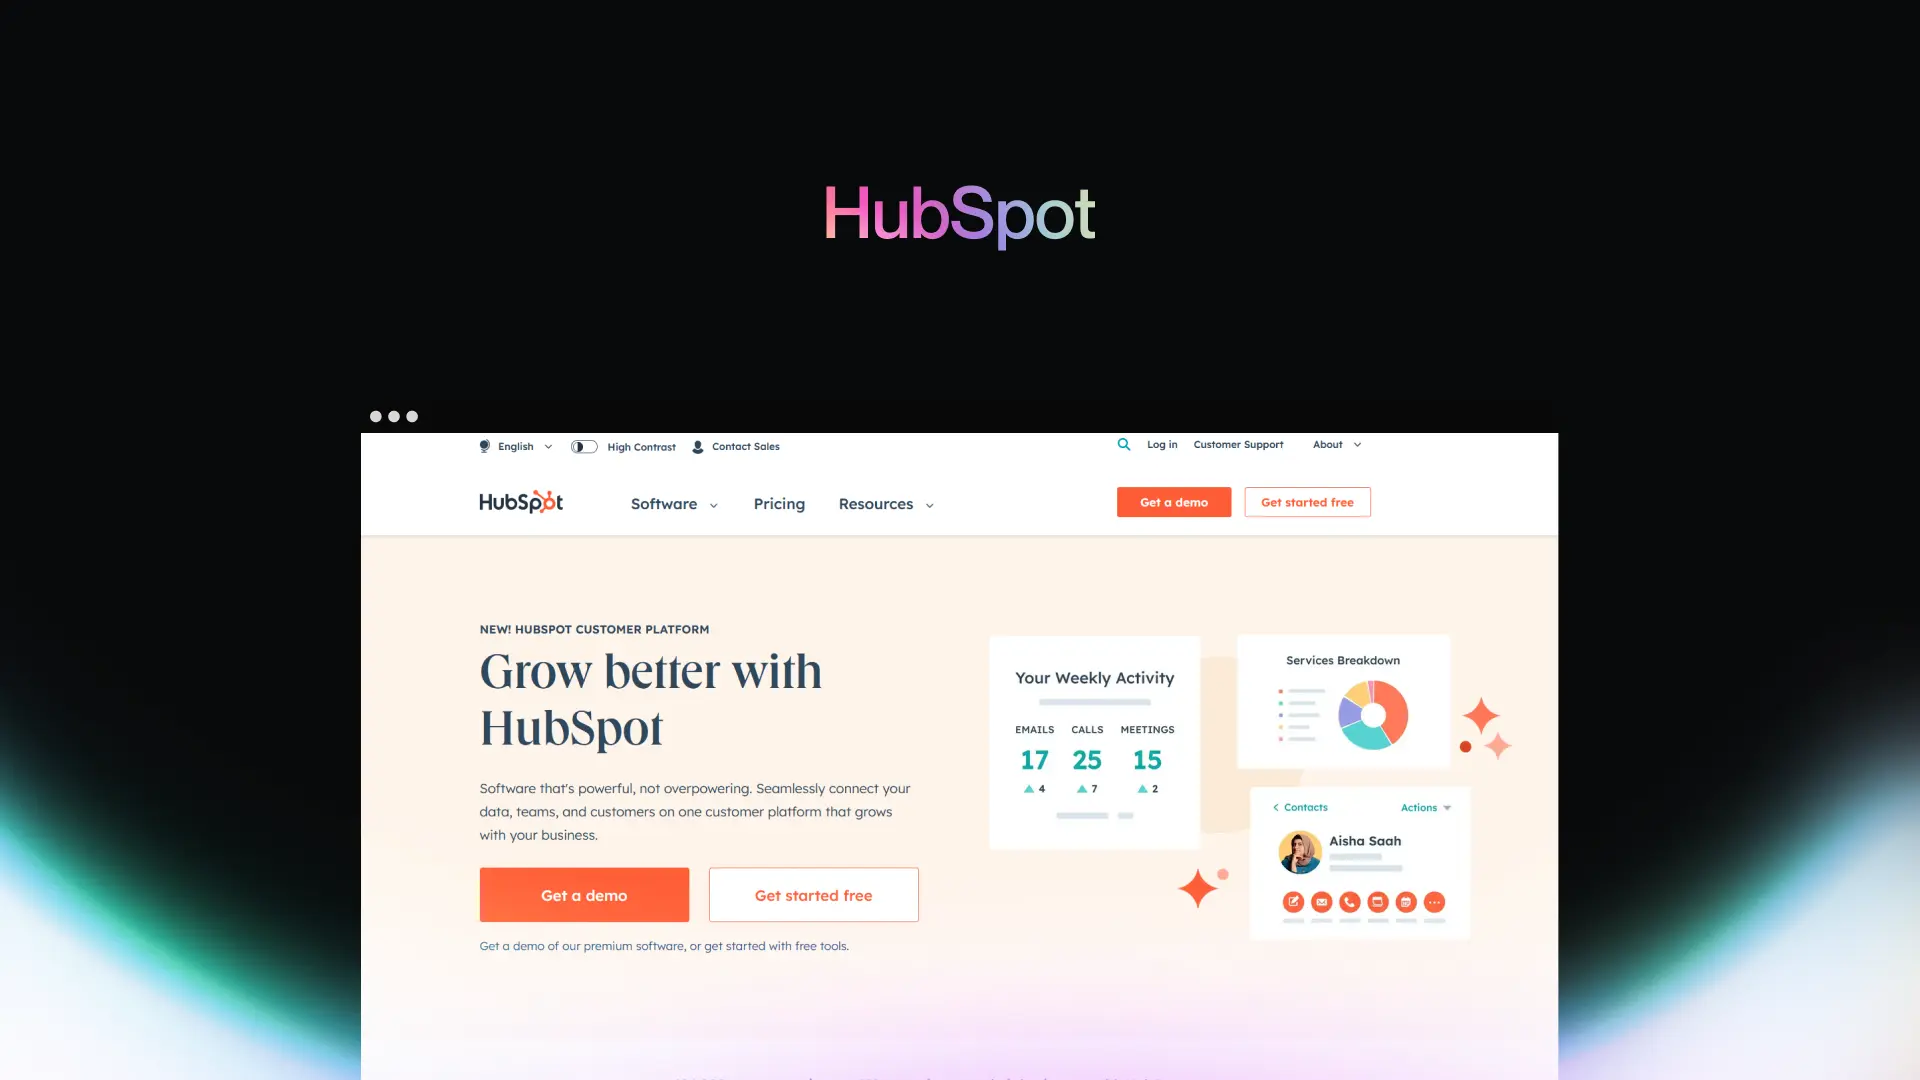 HubSpot
English
High Contrast
Contact Sales
Log in
Customer Support
About
HubSpot
Software
Pricing
Resources
Get a demo
Get started free
NEW! HUBSPOT CUSTOMER PLATFORM
Grow better with
HubSpot
Software that's powerful, not overpowering. Seamlessly connect your
data, teams, and customers on one customer platform that grows
with your business.
Get a demo
Get started free
Get a demo of our premium software, or get started with free tools.
Your Weekly Activity
EMAILS CALLS MEETINGS
17 25 15
4 7 2
Services Breakdown
Contacts
Actions
Aisha Saah